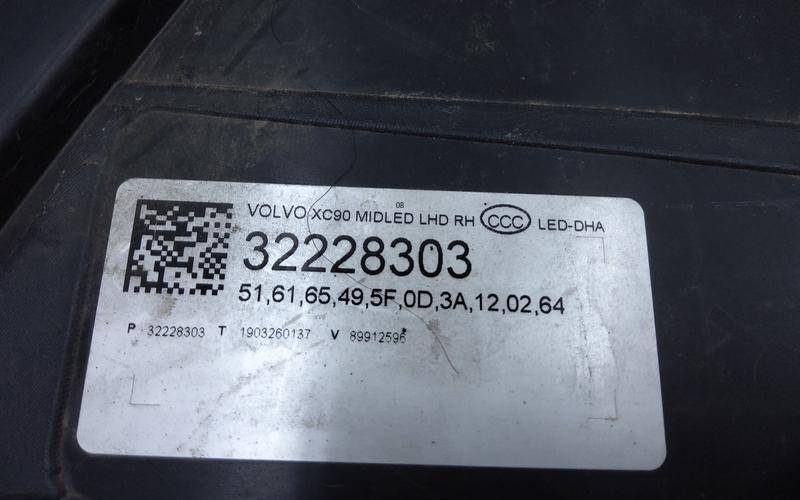 08
VOLVO XC90 MIDLED LHD RH CCC LED-DHA
32228303
51,61,65,49,5F,0D,3A,12,02,64
P 32228303 T 1903260137 V 89912596